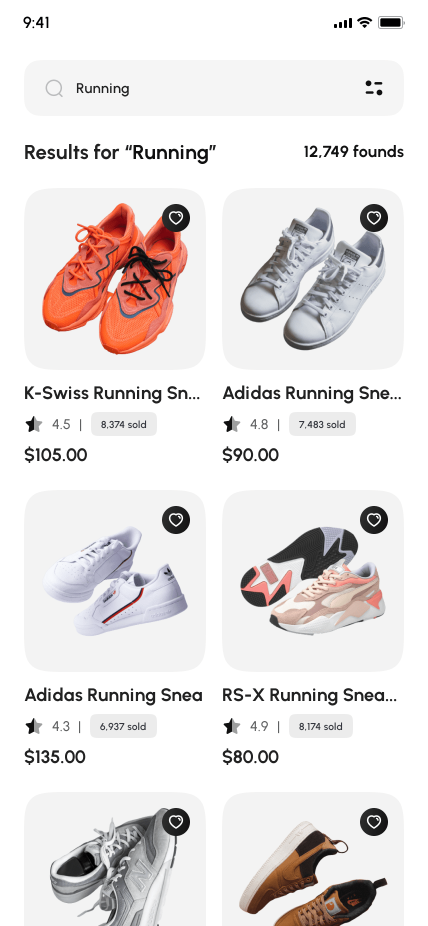 9:41
Running
Results for “Running”
12,749 founds
K-Swiss Running Sn...
Adidas Running Sne...
4.5 | 8,374 sold
4.8 | 7,483 sold
$105.00
$90.00
Adidas Running Snea
RS-X Running Snea...
4.3 | 6,937 sold
4.9 | 8,174 sold
$135.00
$80.00